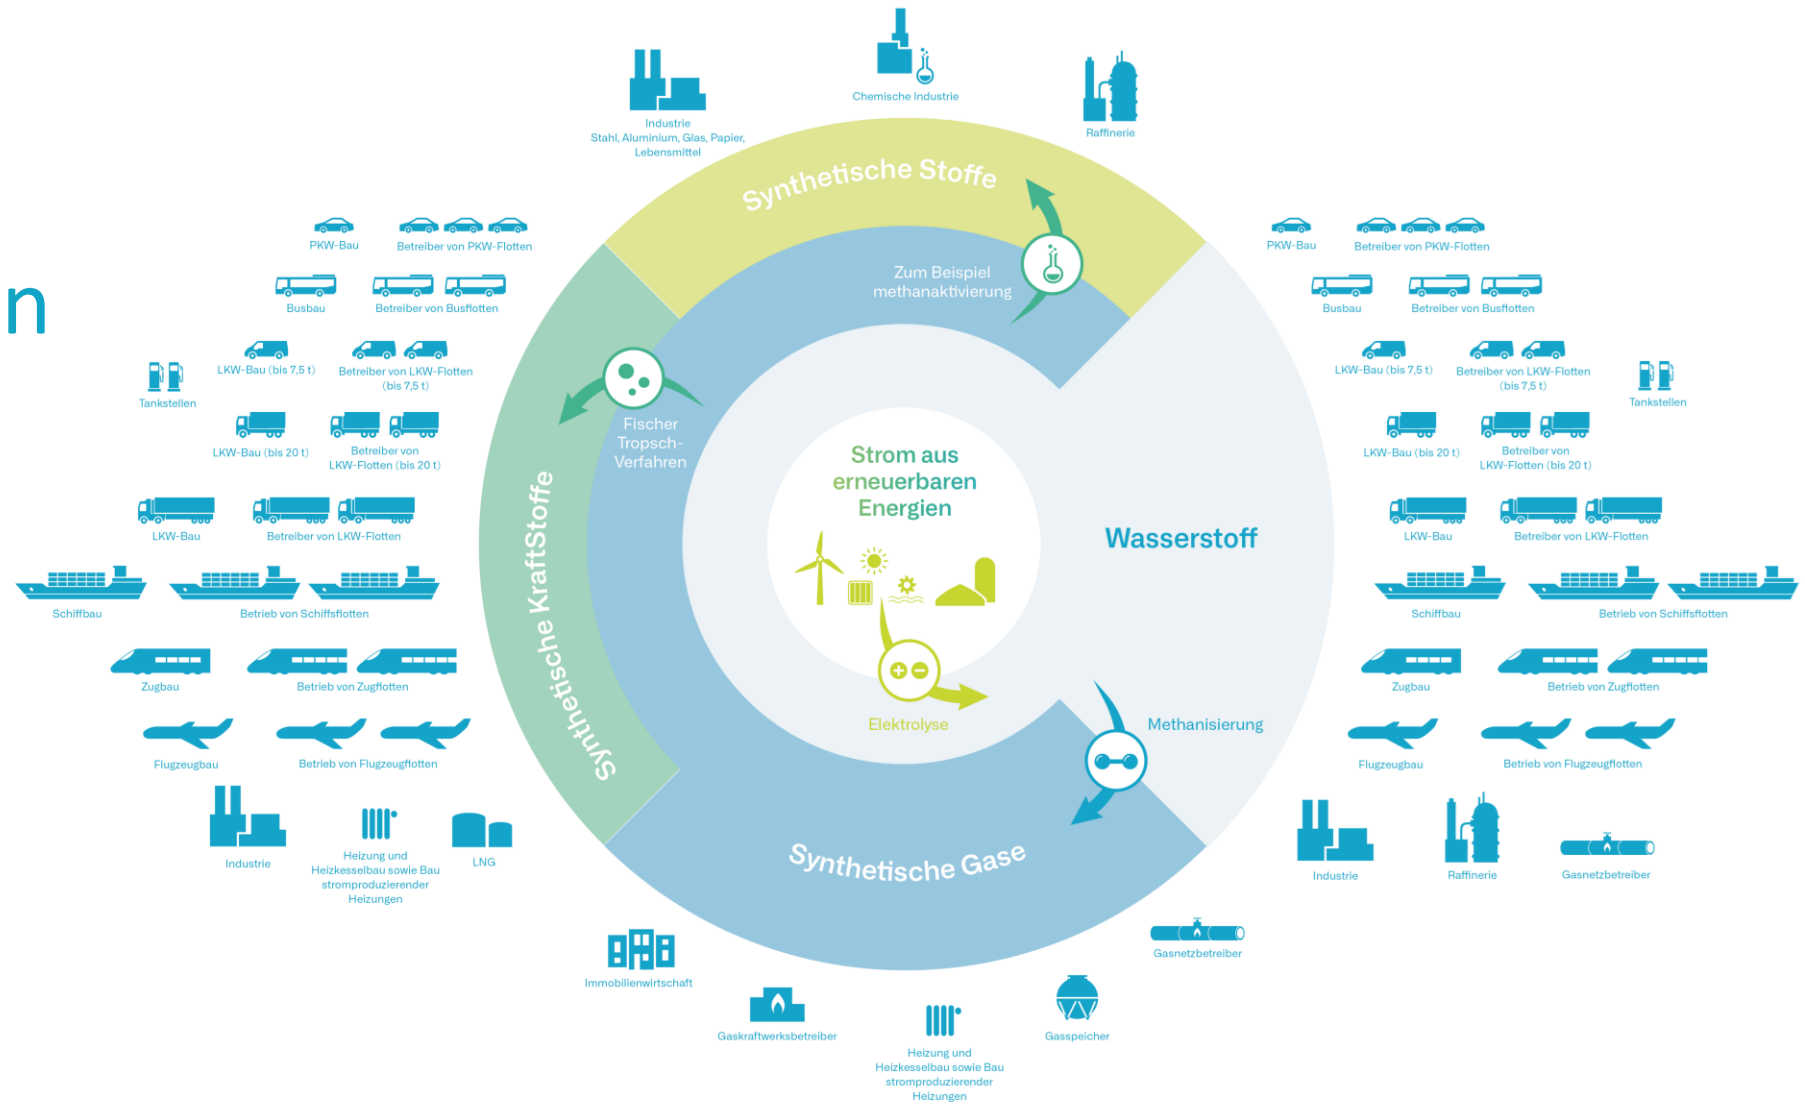 n
Industrie
Stahl, Aluminium, Glas, Papier,
Lebensmittel
Chemische Industrie
Raffinerie
Synthetische Stoffe
Zum Beispiel
methanaktivierung
Synthetische KraftStoffe
Fischer
Tropsch-
Verfahren
Strom aus
erneuerbaren
Energien
Elektrolyse
Wasserstoff
Methanisierung
Synthetische Gase
PKW-Bau
Betreiber von PKW-Flotten
Busbau
Betreiber von Busflotten
LKW-Bau (bis 7,5 t)
Betreiber von LKW-Flotten
(bis 7,5 t)
Tankstellen
LKW-Bau (bis 20 t)
Betreiber von
LKW-Flotten (bis 20 t)
LKW-Bau
Betreiber von LKW-Flotten
Schiffbau
Betrieb von Schiffsflotten
Zugbau
Betrieb von Zugflotten
Flugzeugbau
Betrieb von Flugzeugflotten
Industrie
Heizung und
Heizkesselbau sowie Bau
stromproduzierender
Heizungen
LNG
PKW-Bau
Betreiber von PKW-Flotten
Busbau
Betreiber von Busflotten
LKW-Bau (bis 7,5 t)
Betreiber von LKW-Flotten
(bis 7,5 t)
Tankstellen
LKW-Bau (bis 20 t)
Betreiber von
LKW-Flotten (bis 20 t)
LKW-Bau
Betreiber von LKW-Flotten
Schiffbau
Betrieb von Schiffsflotten
Zugbau
Betrieb von Zugflotten
Flugzeugbau
Betrieb von Flugzeugflotten
Industrie
Raffinerie
Gasnetzbetreiber
Immobilienwirtschaft
Gaskraftwerksbetreiber
Heizung und
Heizkesselbau sowie Bau
stromproduzierender
Heizungen
Gasspeicher
Gasnetzbetreiber